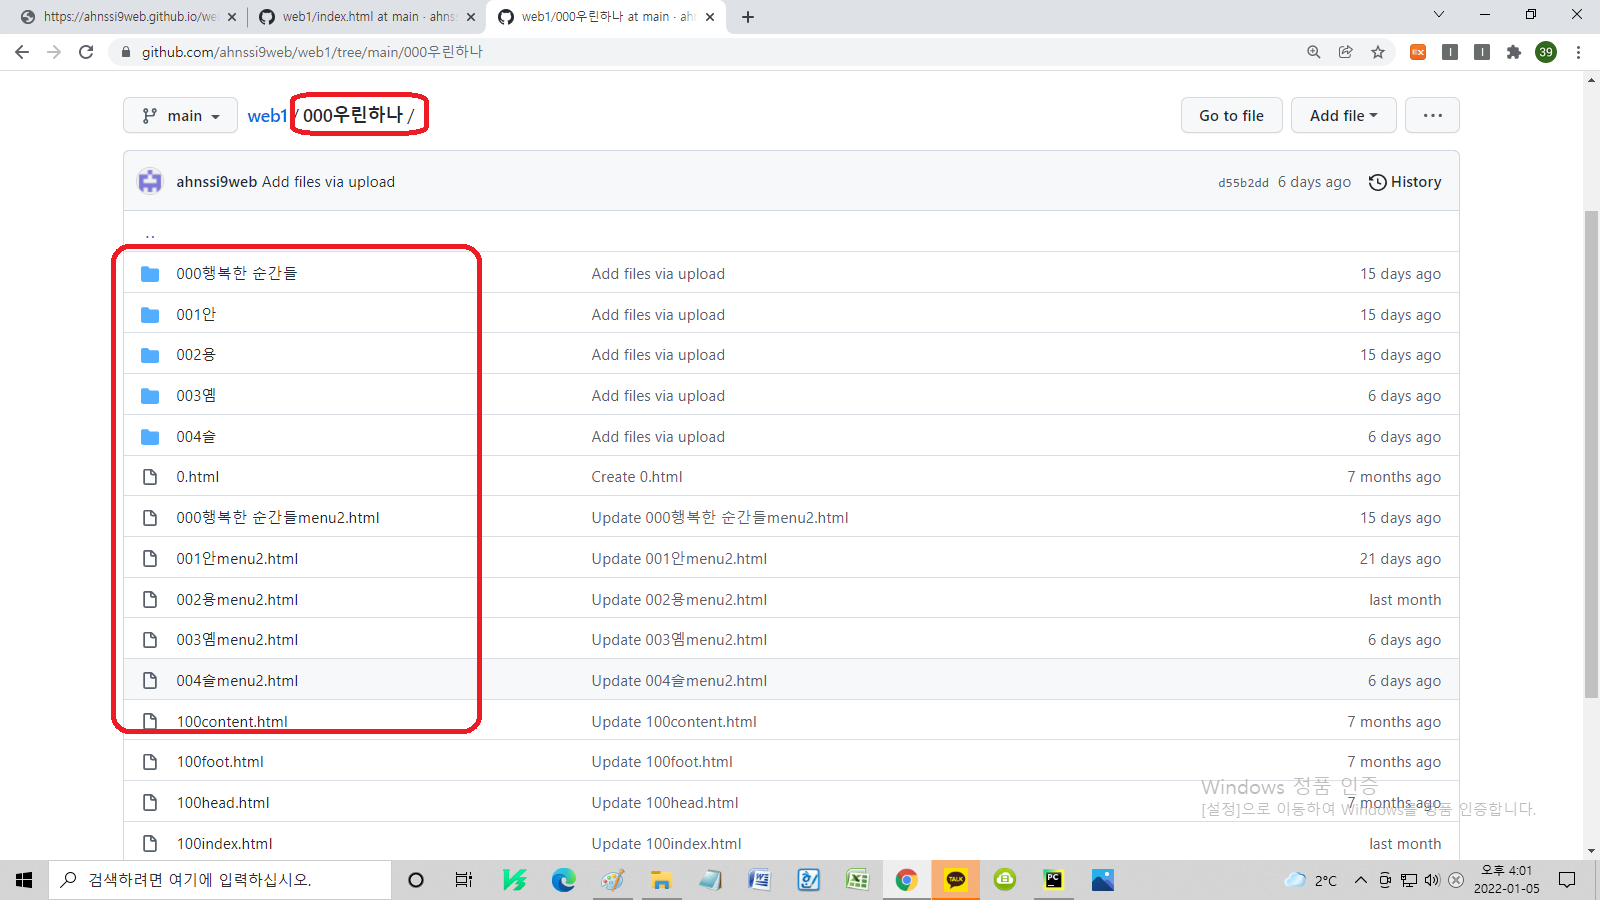 https://ahnssi9web.github.io/we
web1/index.html at main · ahnss
web1/000우린하나 at main · ahn
github.com/ahnssi9web/web1/tree/main/000우린하나
EX
39
main
web1 / 000우린하나 /
Go to file
Add file
ahnssi9web Add files via upload
d55b2dd 6 days ago
History
..
000행복한 순간들 Add files via upload 15 days ago
001안 Add files via upload 15 days ago
002용 Add files via upload 15 days ago
003옘 Add files via upload 6 days ago
004슬 Add files via upload 6 days ago
0.html Create 0.html 7 months ago
000행복한 순간들menu2.html Update 000행복한 순간들menu2.html 15 days ago
001안menu2.html Update 001안menu2.html 21 days ago
002용menu2.html Update 002용menu2.html last month
003옘menu2.html Update 003옘menu2.html 6 days ago
004슬menu2.html Update 004슬menu2.html 6 days ago
100content.html Update 100content.html 7 months ago
100foot.html Update 100foot.html 7 months ago
Windows 정품 인증
100head.html Update 100head.html 7 months ago
[설정]으로 이동하여 Windows를 정품 인증합니다.
100index.html Update 100index.html last month
검색하려면 여기에 입력하십시오.
TALK
PC
2°C
오후 4:01
2022-01-05